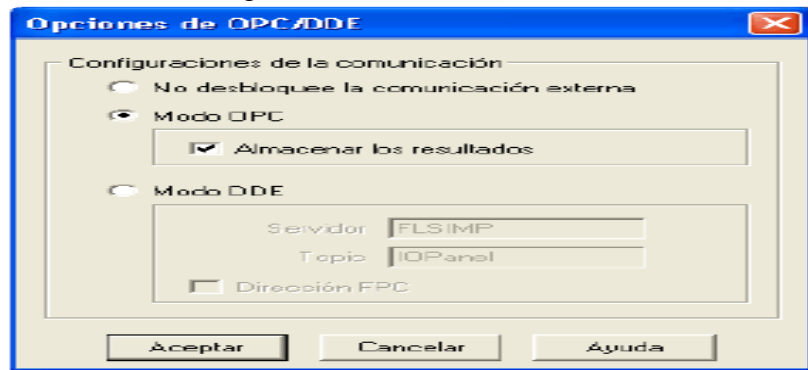 Opciones de OPC/DDE
Configuraciones de la comunicación
No desbloquee la comunicación externa
Modo OPC
Almacenar los resultados
Modo DDE
Servidor FLSIMP
Topic IOPanel
Dirección FPC
Aceptar Cancelar Ayuda